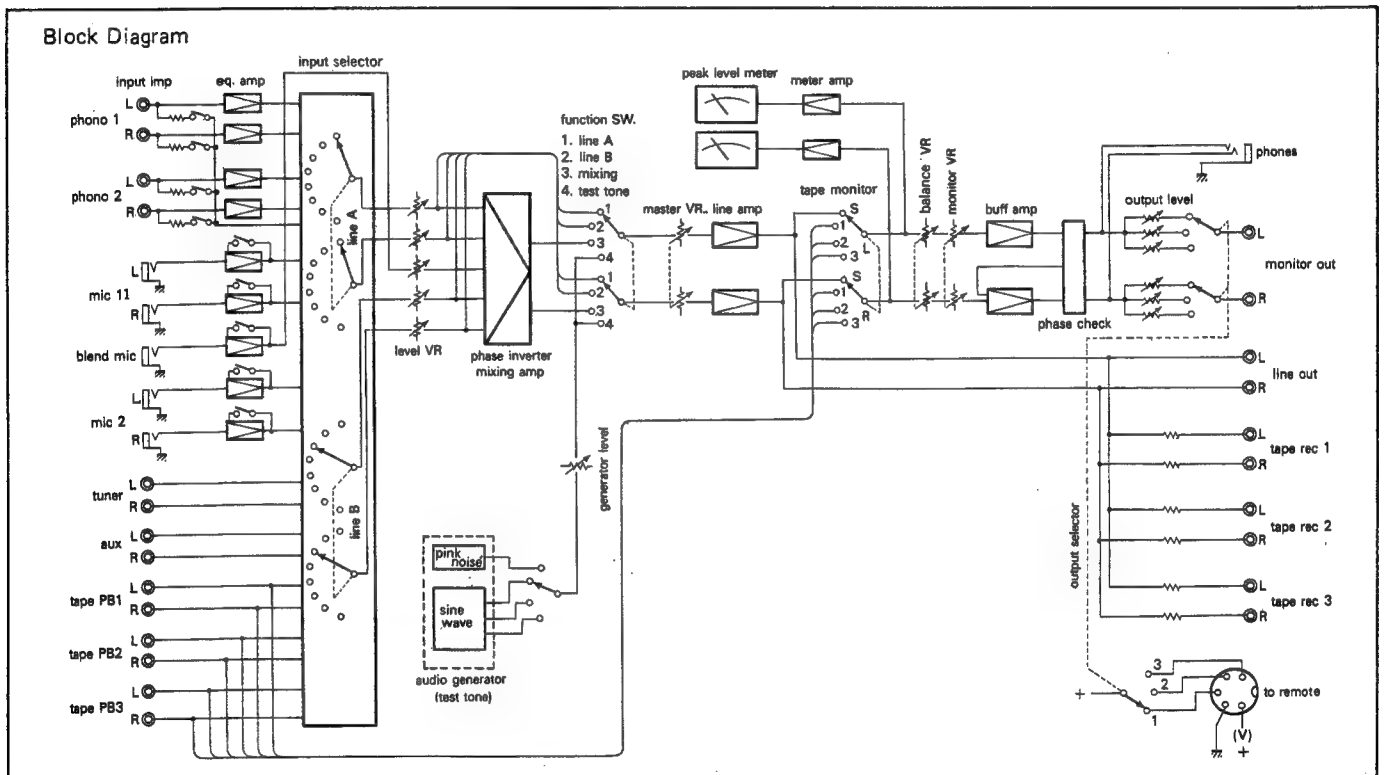 Block Diagram
input imp
eq. amp
input selector
peak level meter
meter amp
L
phono 1
R
L
phono 2
R
L
mic 11
R
blend mic
L
mic 2
R
L
tuner
R
L
aux
R
L
tape PB1
R
L
tape PB2
R
L
tape PB3
R
line A
line B
level VR
phase inverter
mixing amp
function SW.
1. line A
2. line B
3. mixing
4. test tone
1
2
3
4
1
2
3
4
master VR..
line amp
tape monitor
S
1
2
3
L
S
1
2
3
R
balance VR
monitor VR
buff amp
phase check
phones
output level
L
monitor out
R
L
line out
R
L
tape rec 1
R
L
tape rec 2
R
L
tape rec 3
R
generator level
pink
noise
sine
wave
audio generator
(test tone)
output selector
3
2
1
+
to remote
(V)
+